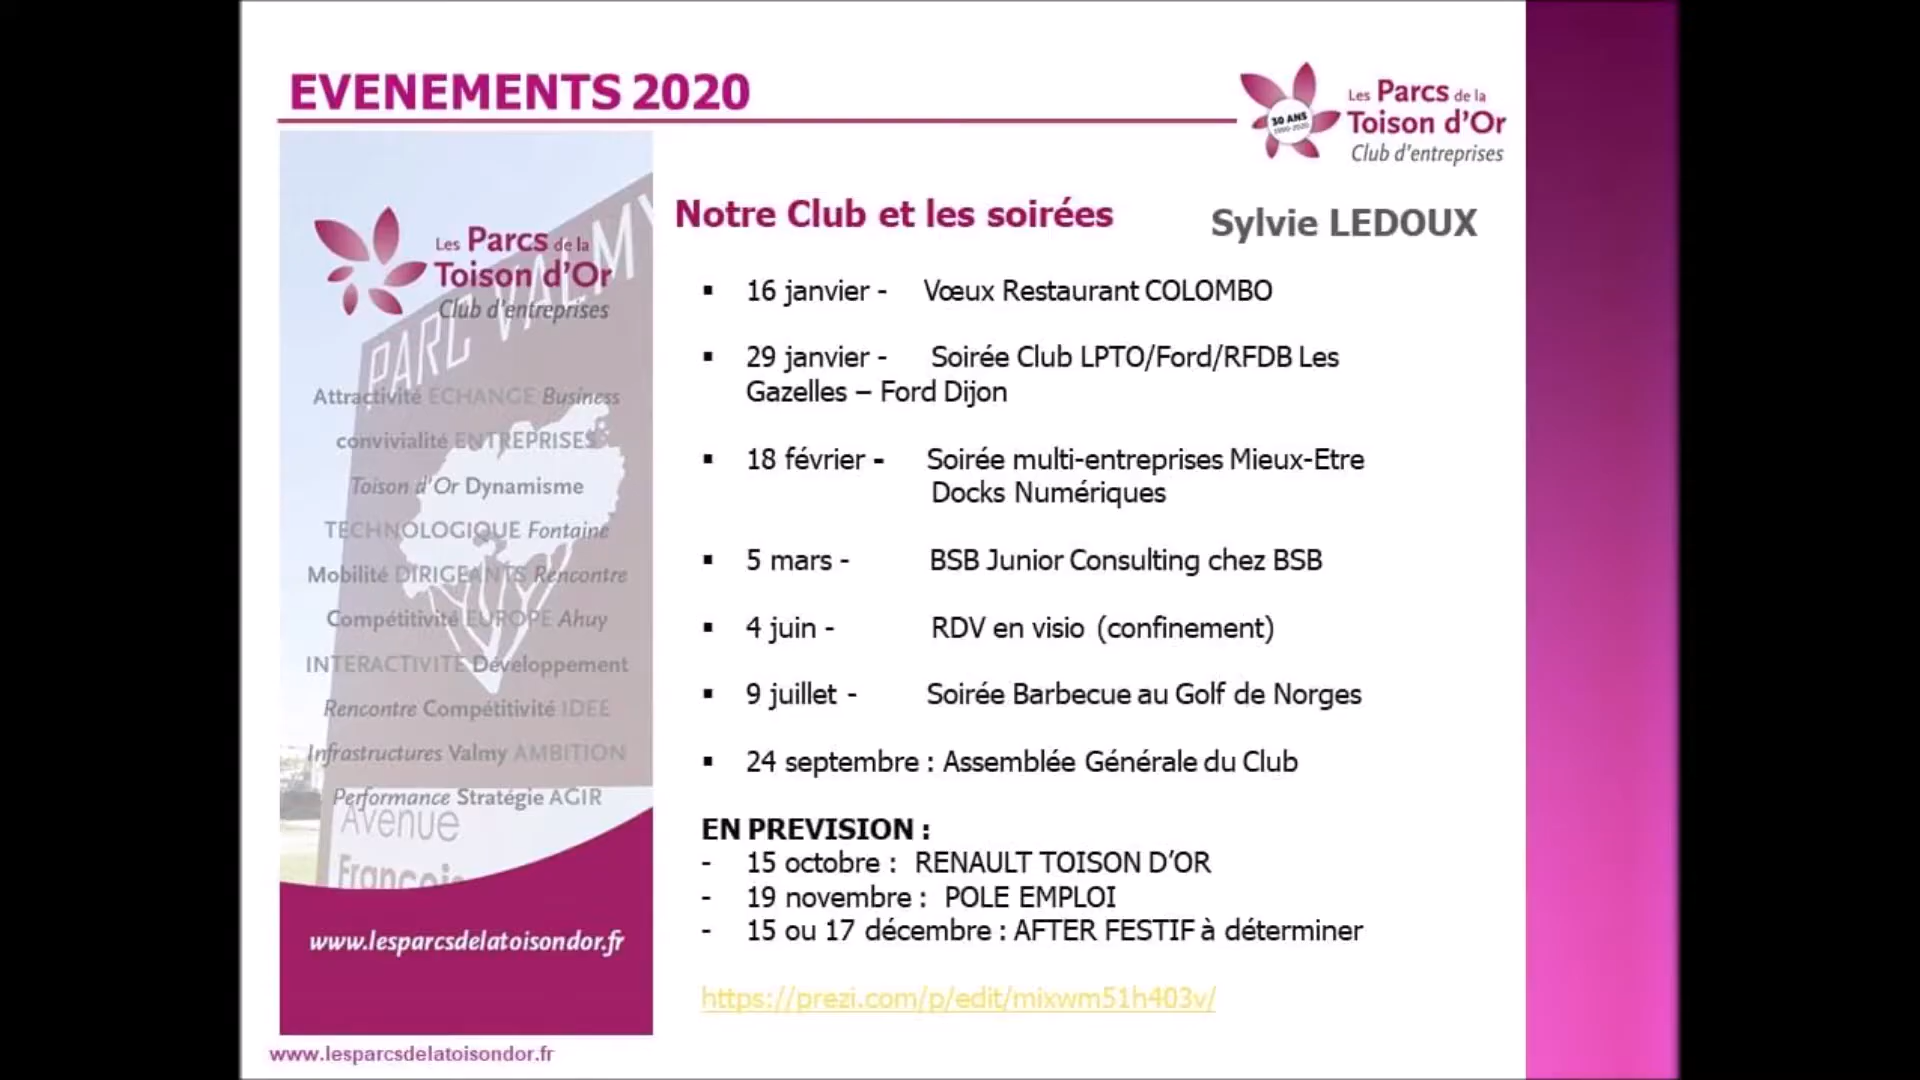 EVENEMENTS 2020
30 ANS
1990-2020
Les Parcs de la
Toison d'Or
Club d'entreprises
PARC VALMY
Les Parcs de la
Toison d'Or
Club d'entreprises
Attractivité ECHANGE Business
convivialité ENTREPRISES
Toison d'Or Dynamisme
TECHNOLOGIQUE Fontaine
Mobilité DIRIGEANTS Rencontre
Compétitivité EUROPE Ahuy
INTERACTIVITE Développement
Rencontre Compétitivité IDEE
Infrastructures Valmy AMBITION
Performance Stratégie AGIR
Avenue
www.lesparcsdelatoisondor.fr
Notre Club et les soirées
Sylvie LEDOUX
▪ 16 janvier - Vœux Restaurant COLOMBO
▪ 29 janvier - Soirée Club LPTO/Ford/RFDB Les
Gazelles – Ford Dijon
▪ 18 février - Soirée multi-entreprises Mieux-Etre
Docks Numériques
▪ 5 mars - BSB Junior Consulting chez BSB
▪ 4 juin - RDV en visio (confinement)
▪ 9 juillet - Soirée Barbecue au Golf de Norges
▪ 24 septembre : Assemblée Générale du Club
EN PREVISION :
- 15 octobre : RENAULT TOISON D'OR
- 19 novembre : POLE EMPLOI
- 15 ou 17 décembre : AFTER FESTIF à déterminer
https://prezi.com/p/edit/mixwm51h403v/
www.lesparcsdelatoisondor.fr